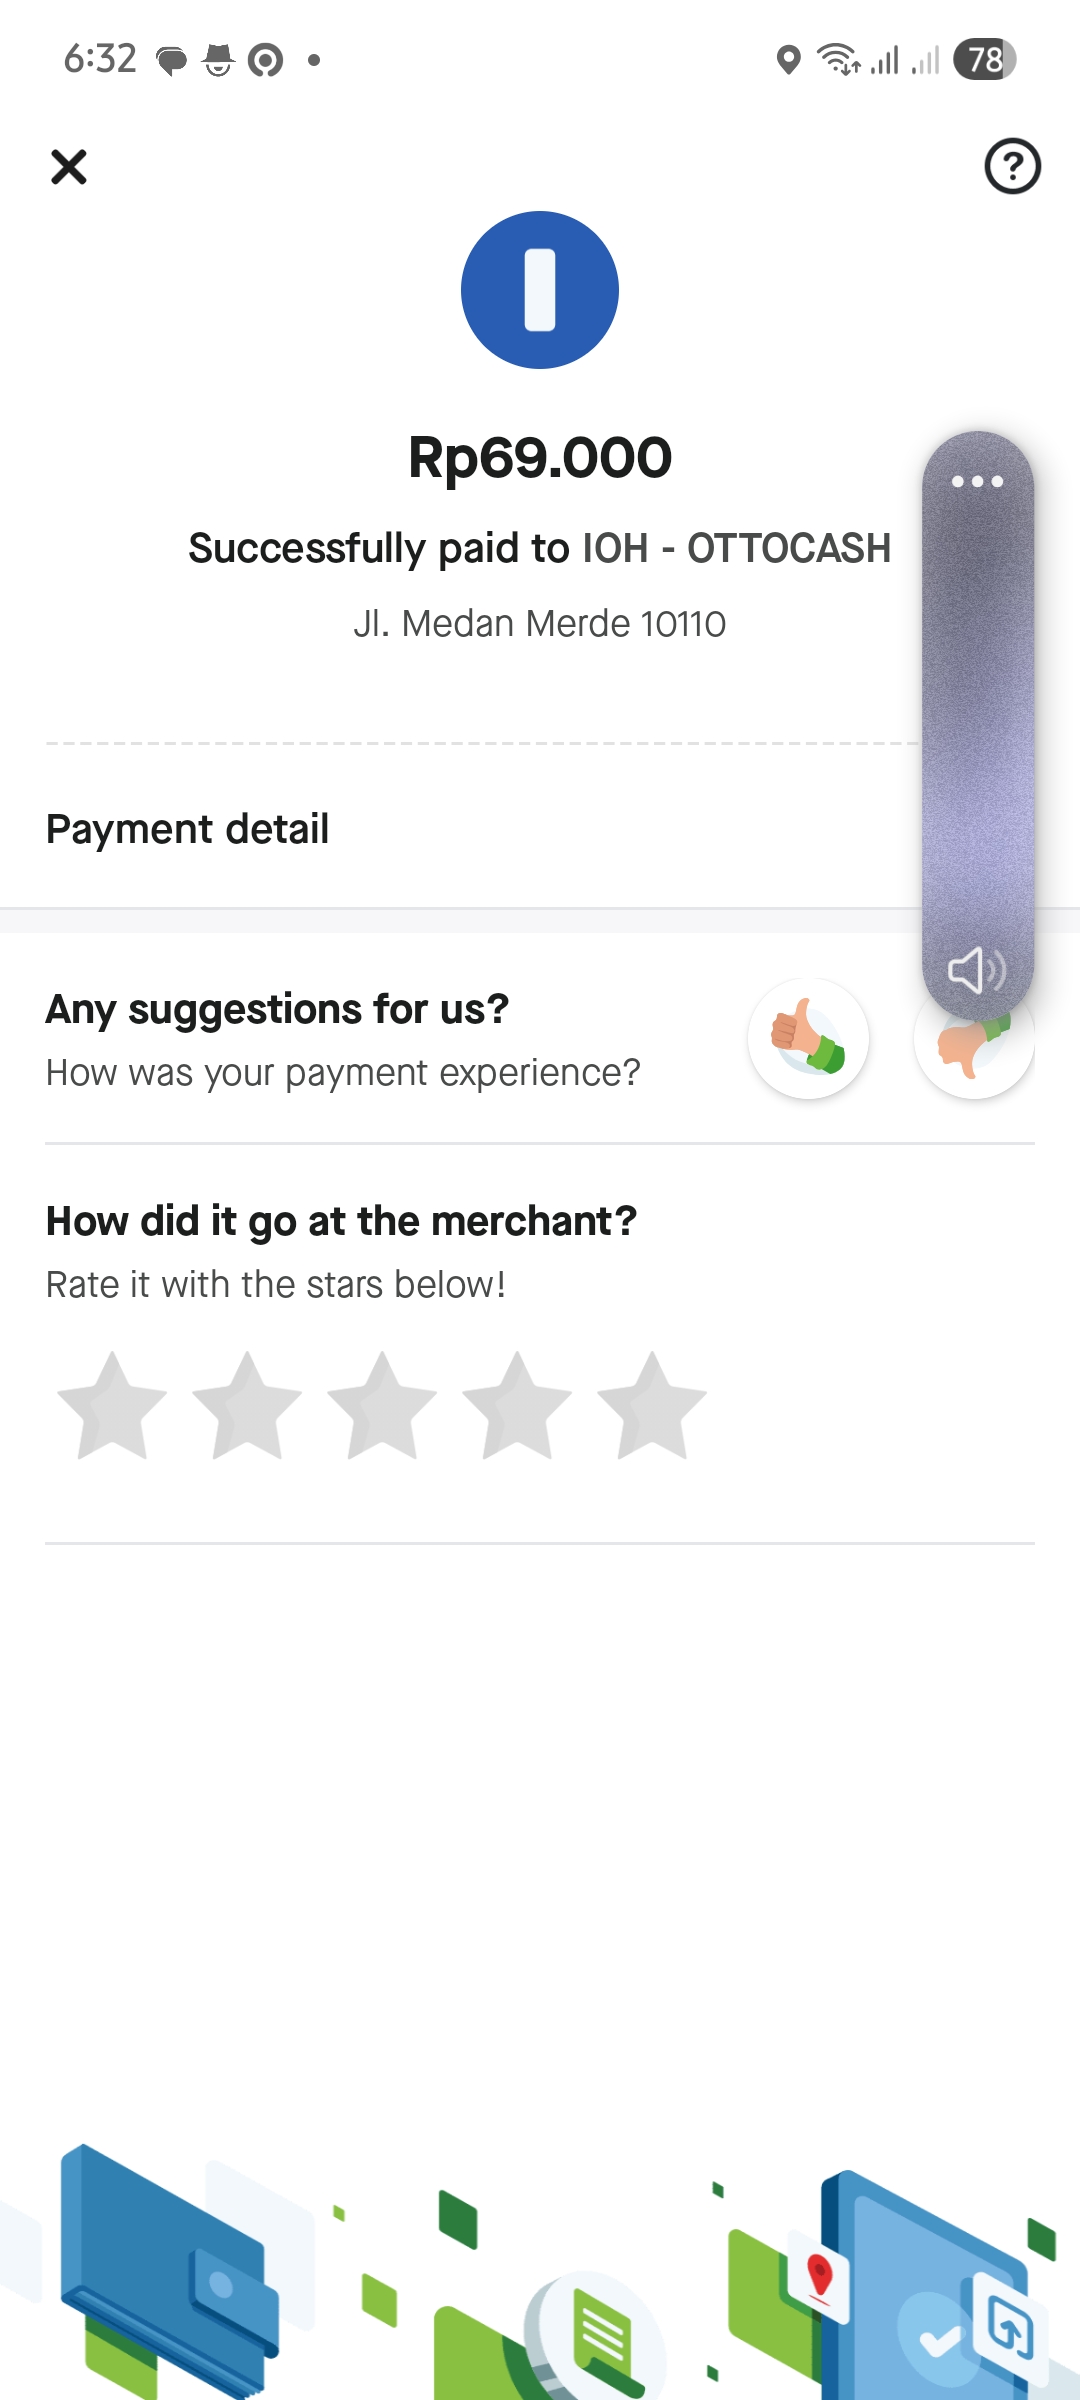 6:32
78
I
Rp69.000
Successfully paid to IOH - OTTOCASH
Jl. Medan Merde 10110
Payment detail
Any suggestions for us?
How was your payment experience?
How did it go at the merchant?
Rate it with the stars below!